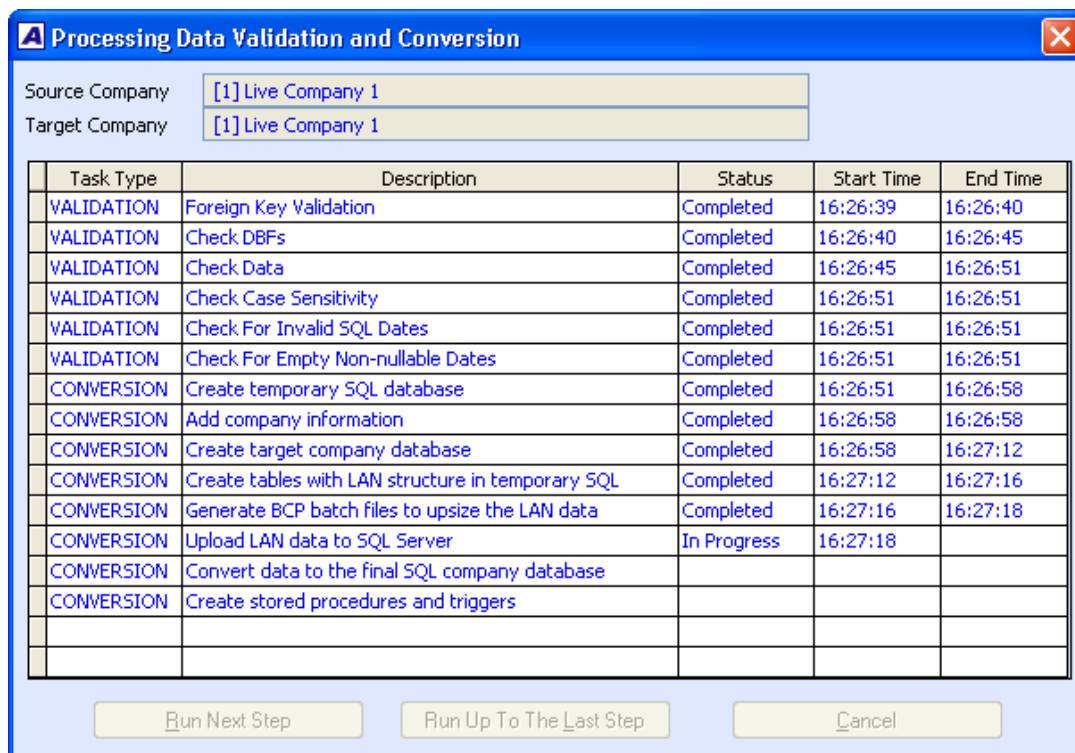 A Processing Data Validation and Conversion
Source Company [1] Live Company 1
Target Company [1] Live Company 1
Task Type Description Status Start Time End Time
VALIDATION Foreign Key Validation Completed 16:26:39 16:26:40
VALIDATION Check DBFs Completed 16:26:40 16:26:45
VALIDATION Check Data Completed 16:26:45 16:26:51
VALIDATION Check Case Sensitivity Completed 16:26:51 16:26:51
VALIDATION Check For Invalid SQL Dates Completed 16:26:51 16:26:51
VALIDATION Check For Empty Non-nullable Dates Completed 16:26:51 16:26:51
CONVERSION Create temporary SQL database Completed 16:26:51 16:26:58
CONVERSION Add company information Completed 16:26:58 16:26:58
CONVERSION Create target company database Completed 16:26:58 16:27:12
CONVERSION Create tables with LAN structure in temporary SQL Completed 16:27:12 16:27:16
CONVERSION Generate BCP batch files to upsize the LAN data Completed 16:27:16 16:27:18
CONVERSION Upload LAN data to SQL Server In Progress 16:27:18
CONVERSION Convert data to the final SQL company database
CONVERSION Create stored procedures and triggers
Run Next Step Run Up To The Last Step Cancel